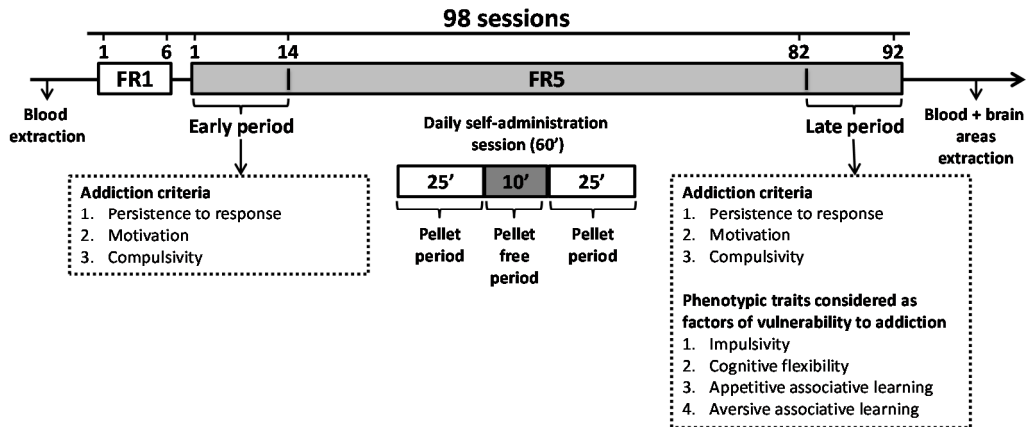 98 sessions
1 6 1 14 82 92
FR1 FR5
Blood
extraction
Early period
Late period
Blood + brain
areas
extraction
Daily self-administration
session (60’)
25’ 10’ 25’
Pellet
period
Pellet
free
period
Pellet
period
Addiction criteria
1. Persistence to response
2. Motivation
3. Compulsivity
Addiction criteria
1. Persistence to response
2. Motivation
3. Compulsivity
Phenotypic traits considered as
factors of vulnerability to addiction
1. Impulsivity
2. Cognitive flexibility
3. Appetitive associative learning
4. Aversive associative learning